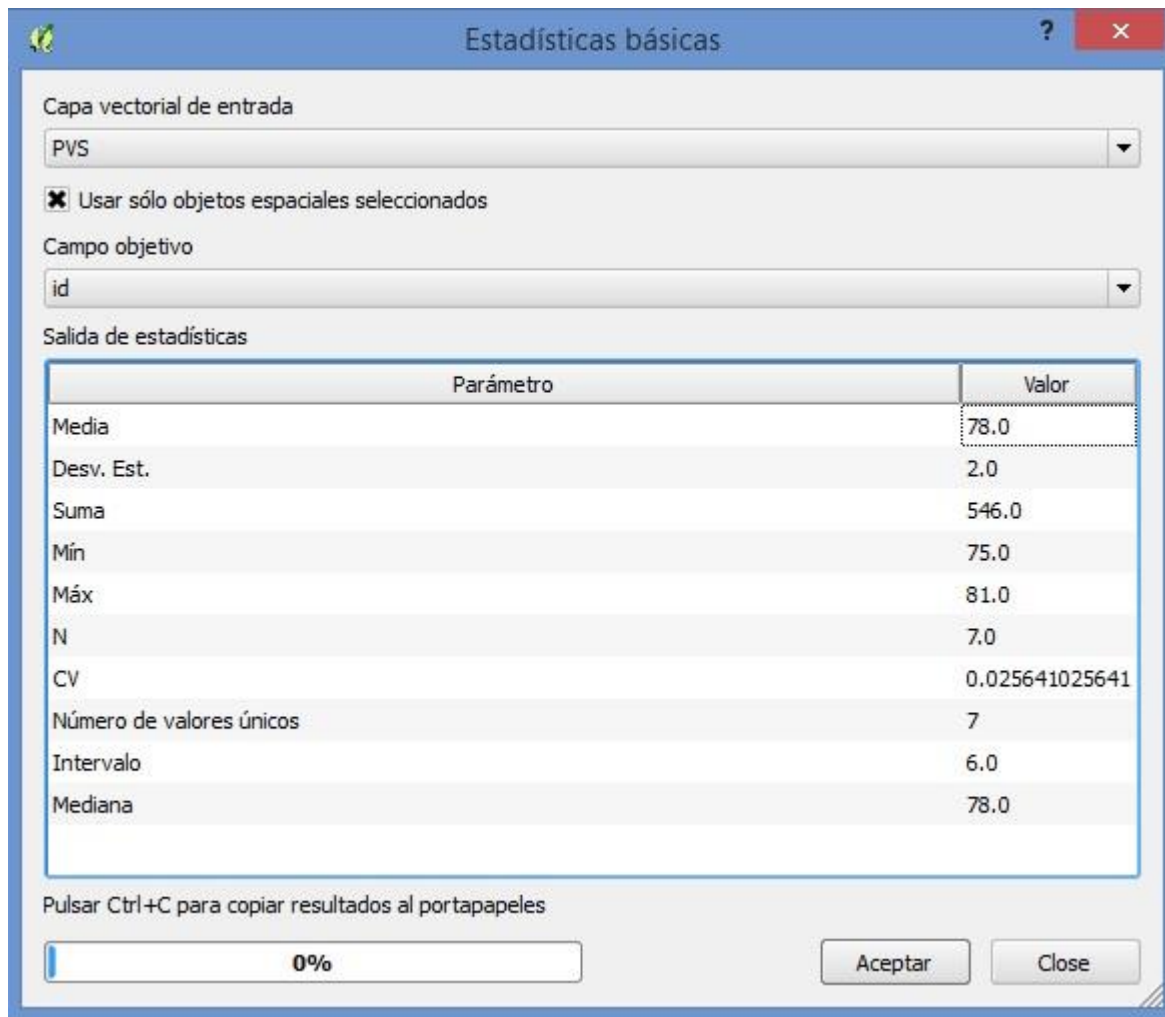 Estadísticas básicas
?
Capa vectorial de entrada
PVS
Usar sólo objetos espaciales seleccionados
Campo objetivo
id
Salida de estadísticas
Parámetro Valor
Media 78.0
Desv. Est. 2.0
Suma 546.0
Mín 75.0
Máx 81.0
N 7.0
CV 0.025641025641
Número de valores únicos 7
Intervalo 6.0
Mediana 78.0
Pulsar Ctrl+C para copiar resultados al portapapeles
0% Aceptar Close